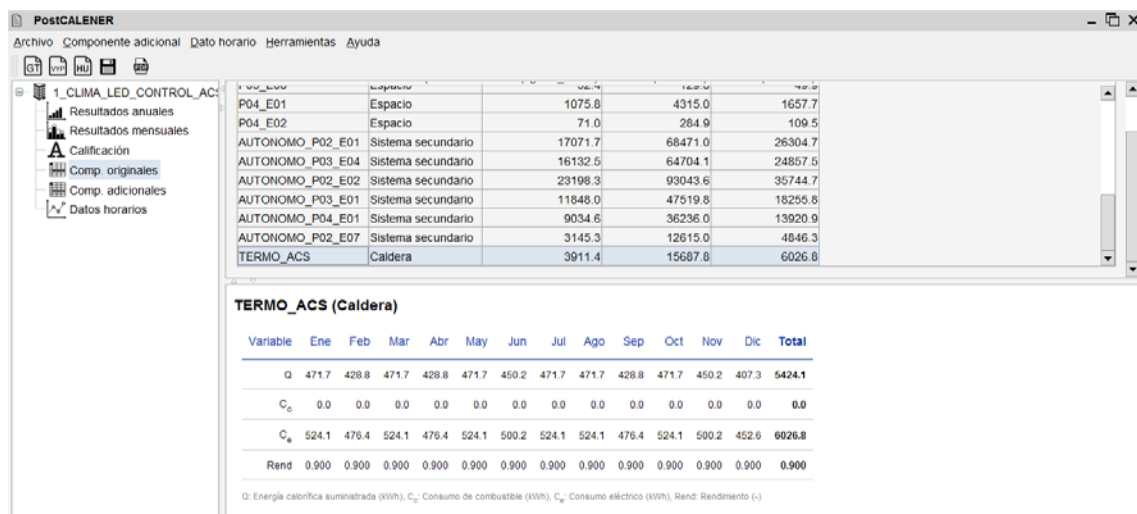 PostCALENER
Archivo Componente adicional Dato horario Herramientas Ayuda
GT VYP HU PDF
1_CLIMA_LED_CONTROL_ACS
Resultados anuales
Resultados mensuales
Calificación
Comp. originales
Comp. adicionales
Datos horarios
Espacio
P04_E01 Espacio 1075.8 4315.0 1657.7
P04_E02 Espacio 71.0 284.9 109.5
AUTONOMO_P02_E01 Sistema secundario 17071.7 68471.0 26304.7
AUTONOMO_P03_E04 Sistema secundario 16132.5 64704.1 24857.5
AUTONOMO_P02_E02 Sistema secundario 23198.3 93043.6 35744.7
AUTONOMO_P03_E01 Sistema secundario 11848.0 47519.8 18255.8
AUTONOMO_P04_E01 Sistema secundario 9034.6 36236.0 13920.9
AUTONOMO_P02_E07 Sistema secundario 3145.3 12615.0 4846.3
TERMO_ACS Caldera 3911.4 15687.8 6026.8
TERMO_ACS (Caldera)
Variable Ene Feb Mar Abr May Jun Jul Ago Sep Oct Nov Dic Total
Q 471.7 428.8 471.7 428.8 471.7 450.2 471.7 471.7 428.8 471.7 450.2 407.3 5424.1
Cc 0.0 0.0 0.0 0.0 0.0 0.0 0.0 0.0 0.0 0.0 0.0 0.0 0.0
Ce 524.1 476.4 524.1 476.4 524.1 500.2 524.1 524.1 476.4 524.1 500.2 452.6 6026.8
Rend 0.900 0.900 0.900 0.900 0.900 0.900 0.900 0.900 0.900 0.900 0.900 0.900 0.900
Q: Energía calorífica suministrada (kWh), Cc: Consumo de combustible (kWh), Ce: Consumo eléctrico (kWh), Rend: Rendimiento (-)